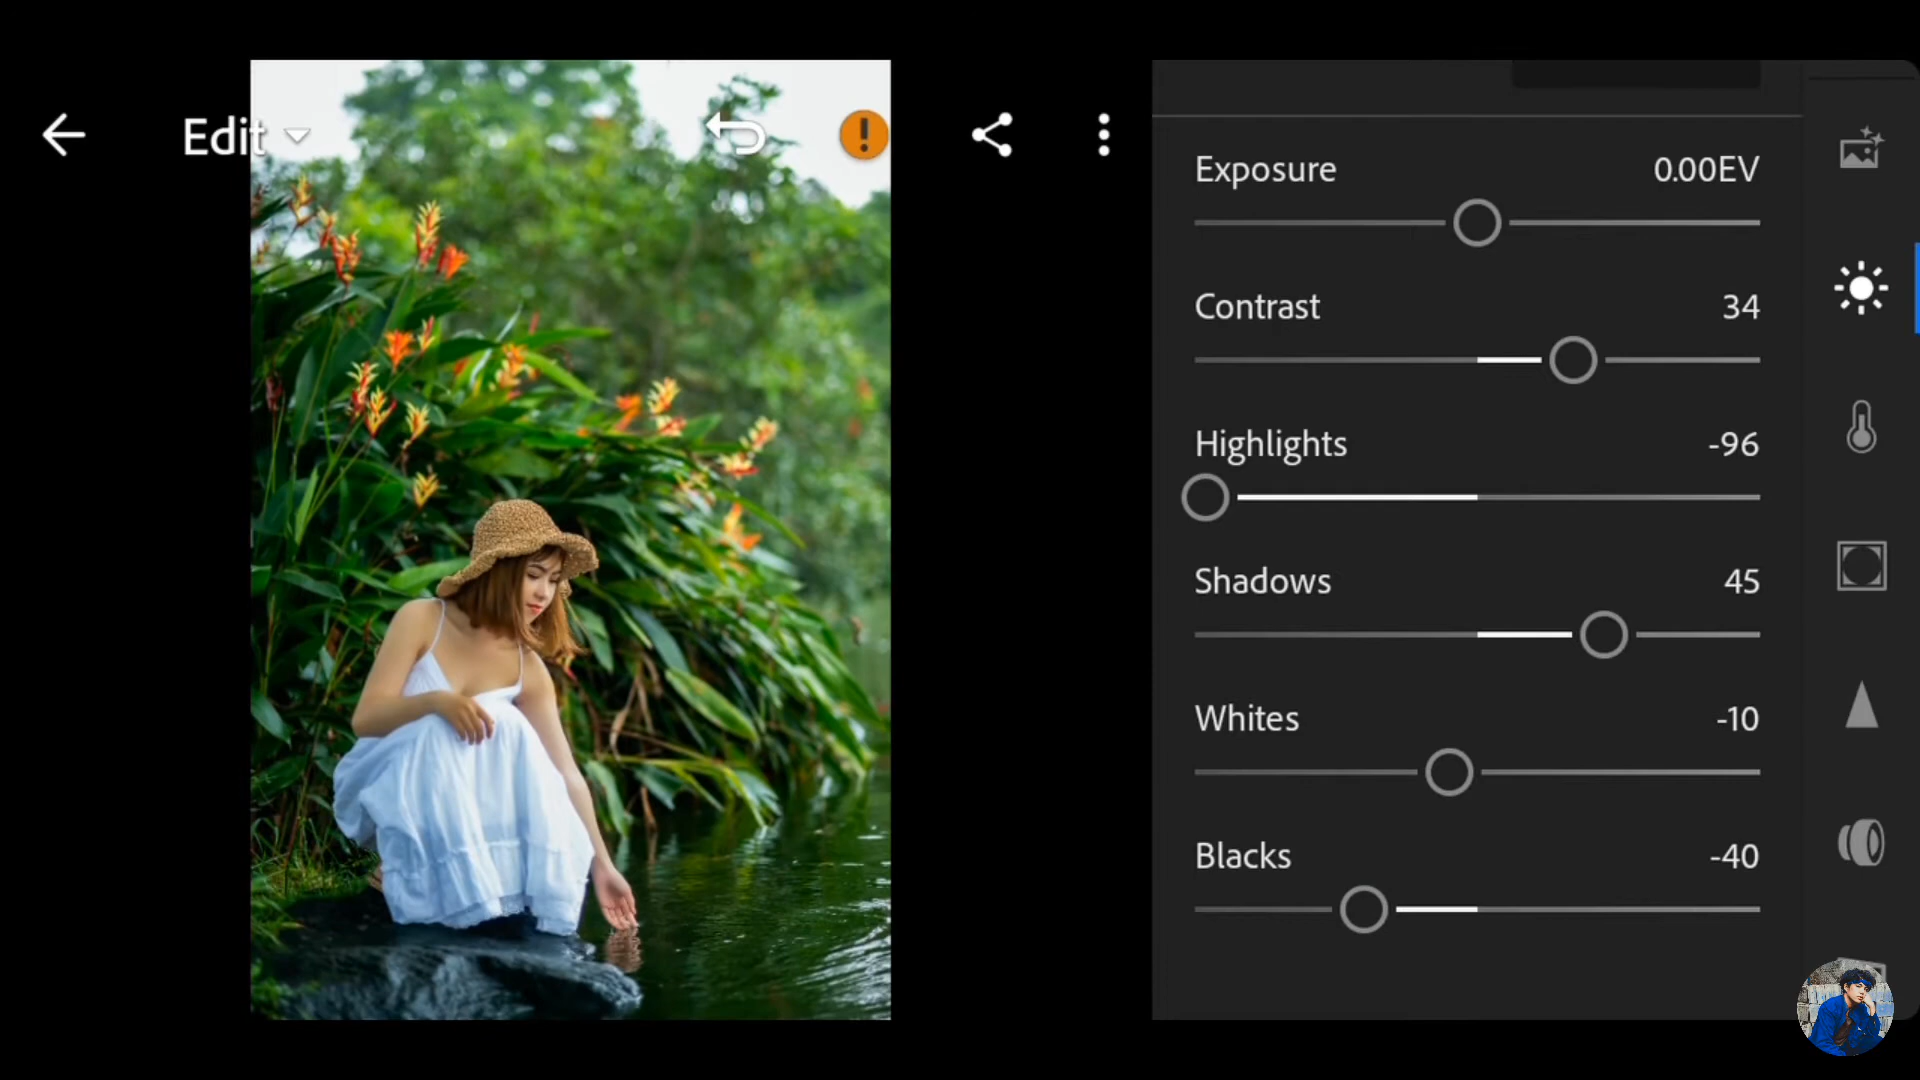 Edit
Exposure 0.00EV
Contrast 34
Highlights -96
Shadows 45
Whites -10
Blacks -40